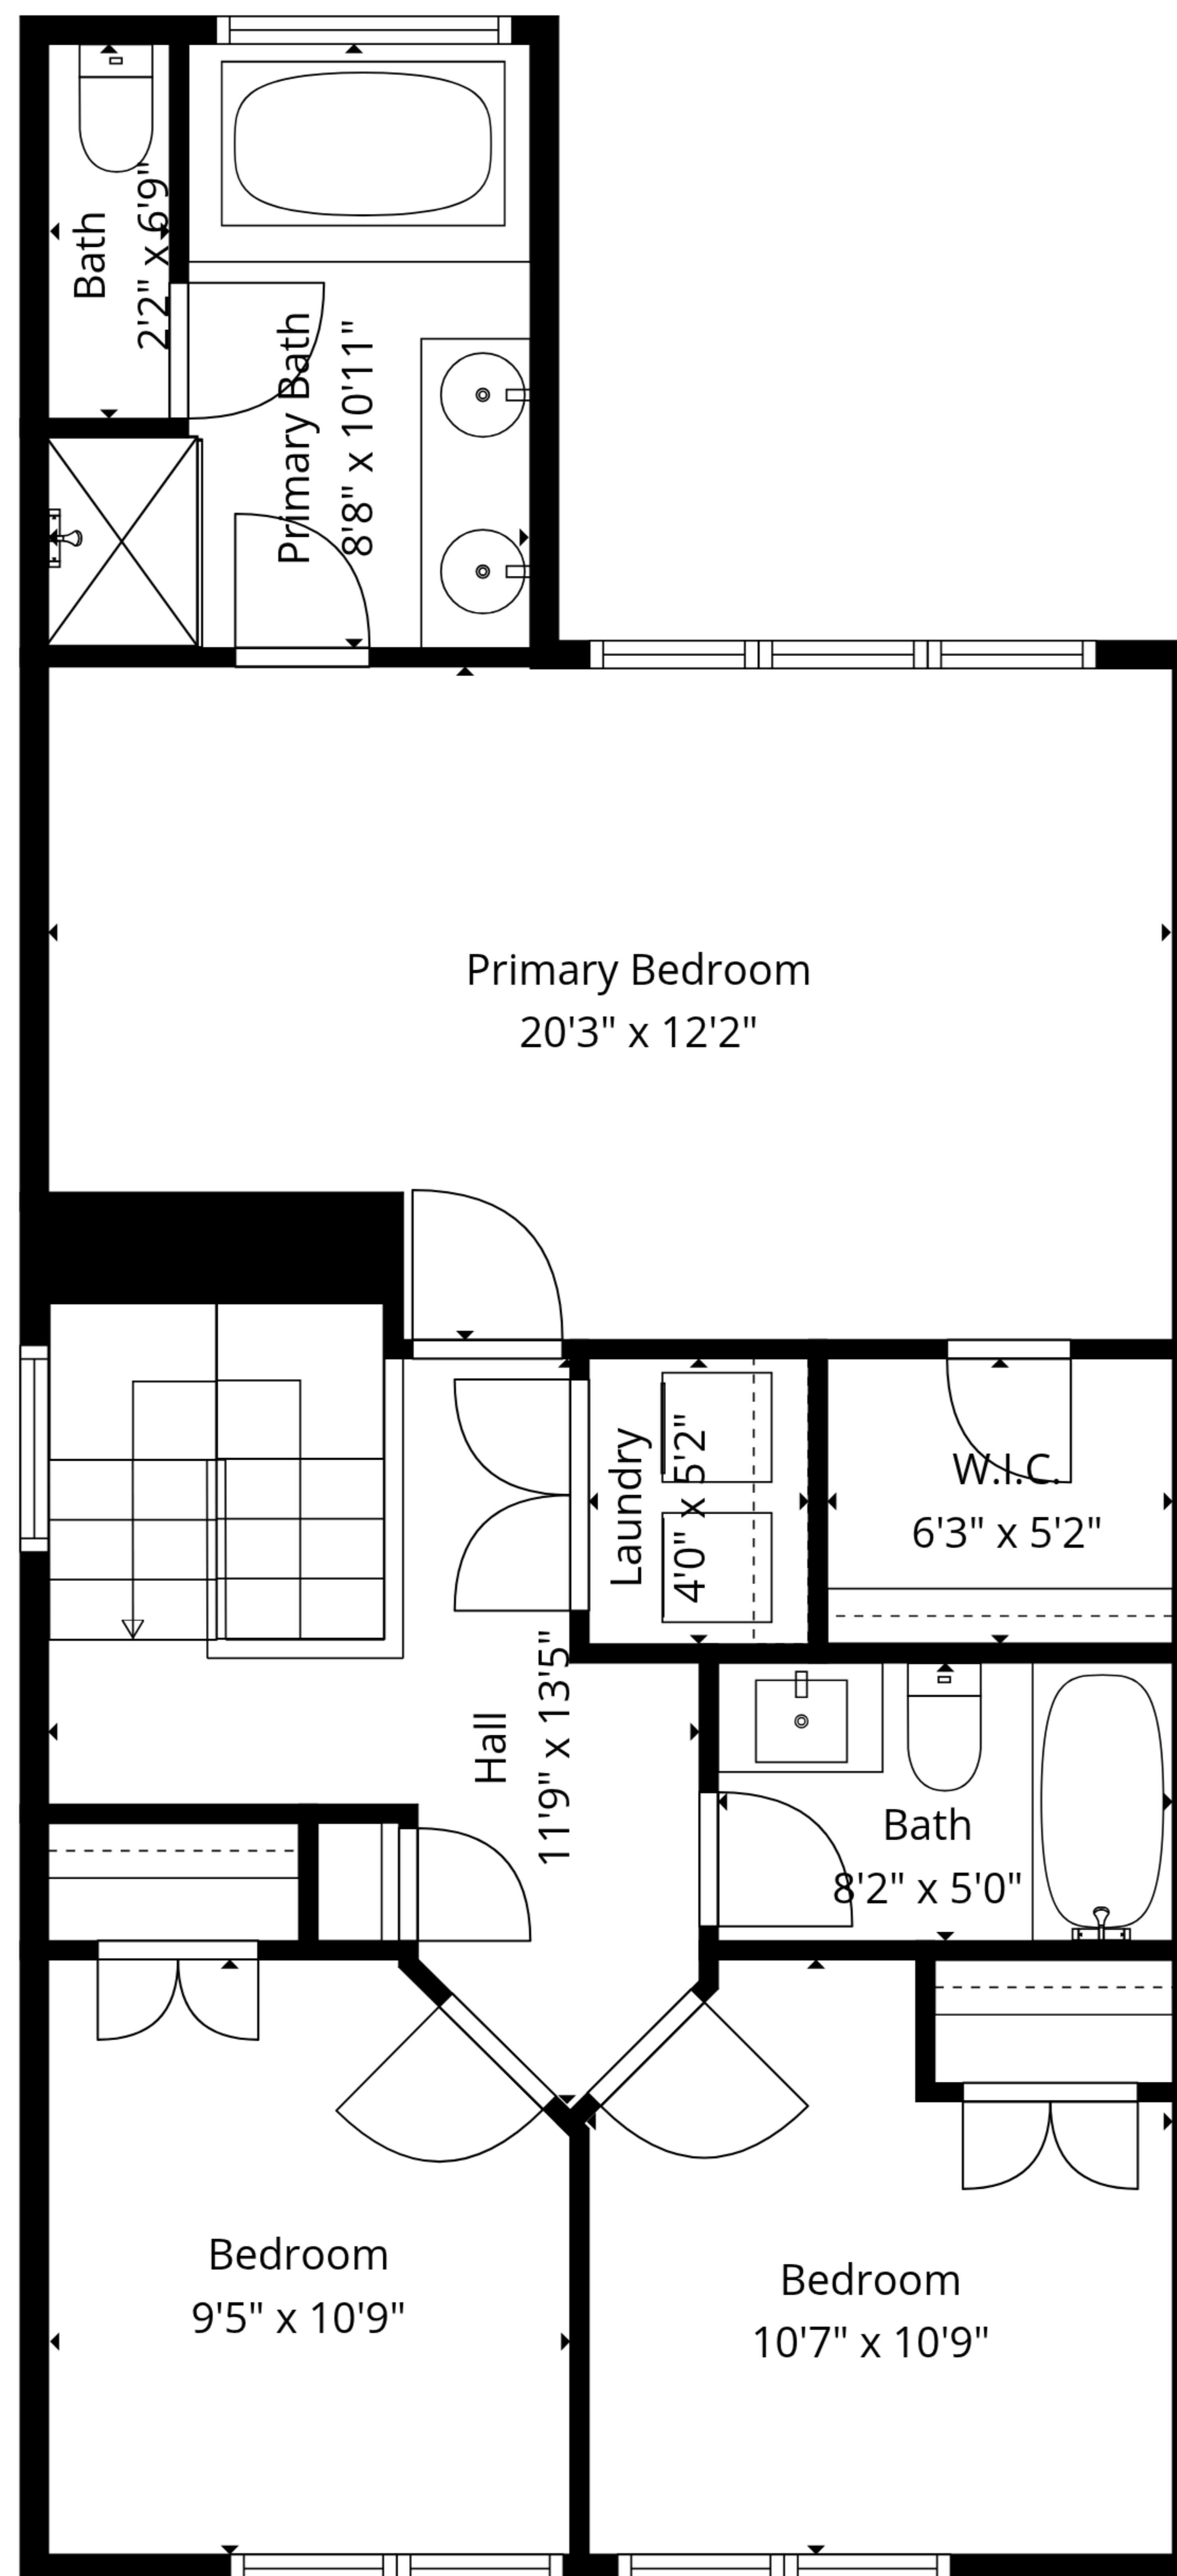 Bath
2'2" x 6'9"
Primary Bath
8'8" x 10'11"
Primary Bedroom
20'3" x 12'2"
Laundry
4'0" x 5'2"
W.I.C.
6'3" x 5'2"
Hall
11'9" x 13'5"
Bath
8'2" x 5'0"
Bedroom
9'5" x 10'9"
Bedroom
10'7" x 10'9"